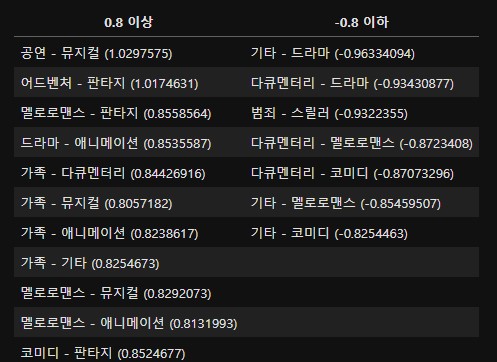 0.8 이상 -0.8 이하
공연 - 뮤지컬 (1.0297575) 기타 - 드라마 (-0.96334094)
어드벤처 - 판타지 (1.0174631) 다큐멘터리 - 드라마 (-0.93430877)
멜로로맨스 - 판타지 (0.8558564) 범죄 - 스릴러 (-0.9322355)
드라마 - 애니메이션 (0.8535587) 다큐멘터리 - 멜로로맨스 (-0.8723408)
가족 - 다큐멘터리 (0.84426916) 다큐멘터리 - 코미디 (-0.87073296)
가족 - 뮤지컬 (0.8057182) 기타 - 멜로로맨스 (-0.85459507)
가족 - 애니메이션 (0.8238617) 기타 - 코미디 (-0.8254463)
가족 - 기타 (0.8254673)
멜로로맨스 - 뮤지컬 (0.8292073)
멜로로맨스 - 애니메이션 (0.8131993)
코미디 - 판타지 (0.8524677)